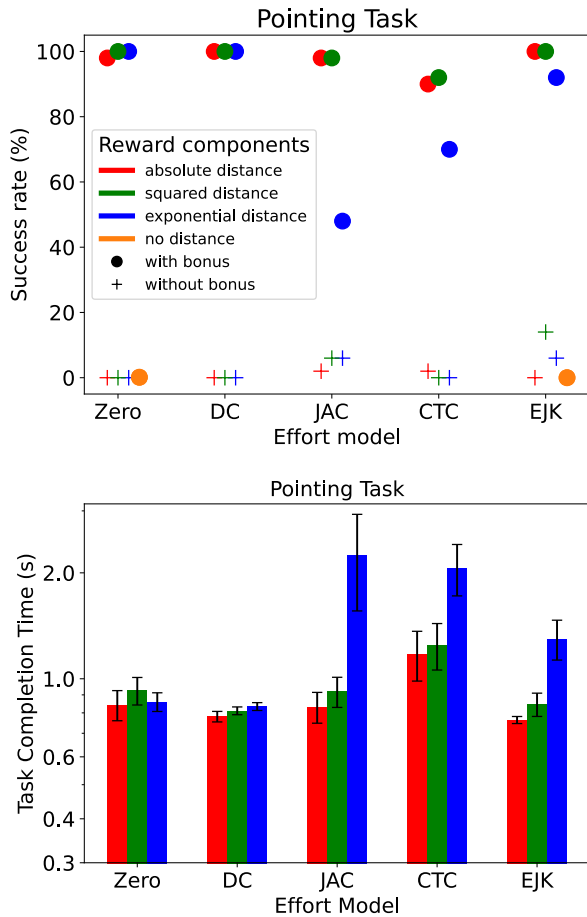 Pointing Task
Success rate (%)
100
80
60
40
20
0
Reward components
absolute distance
squared distance
exponential distance
no distance
with bonus
without bonus
Zero DC JAC CTC EJK
Effort model
Pointing Task
Task Completion Time (s)
2.0
1.0
0.6
0.4
0.3
Zero DC JAC CTC EJK
Effort Model